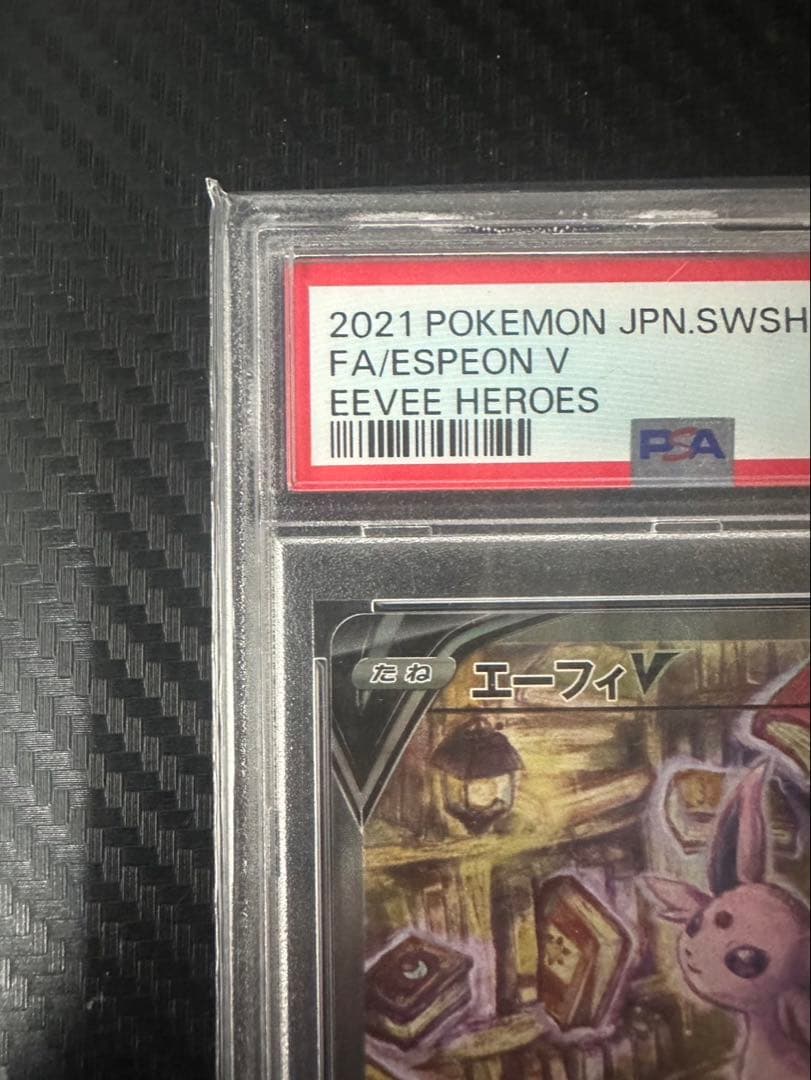 2021 POKEMON JPN.SWSH
FA/ESPEON V
EEVEE HEROES
PSA
たね エーフィV